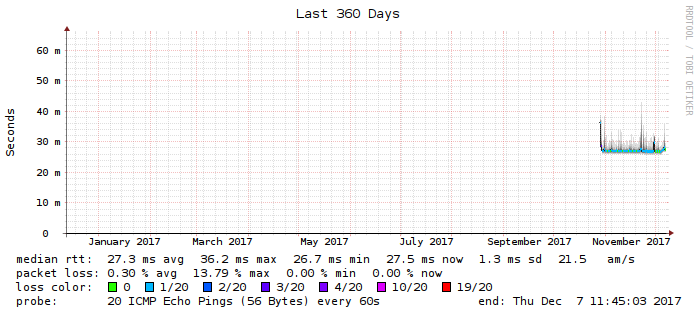 Last 360 Days
RRDTOOL / TOBI OETIKER
Seconds
60 m
50 m
40 m
30 m
20 m
10 m
0
January 2017 March 2017 May 2017 July 2017 September 2017 November 2017
median rtt: 27.3 ms avg 36.2 ms max 26.7 ms min 27.5 ms now 1.3 ms sd 21.5 am/s
packet loss: 0.30 % avg 13.79 % max 0.00 % min 0.00 % now
loss color: 0 1/20 2/20 3/20 4/20 10/20 19/20
probe: 20 ICMP Echo Pings (56 Bytes) every 60s end: Thu Dec 7 11:45:03 2017